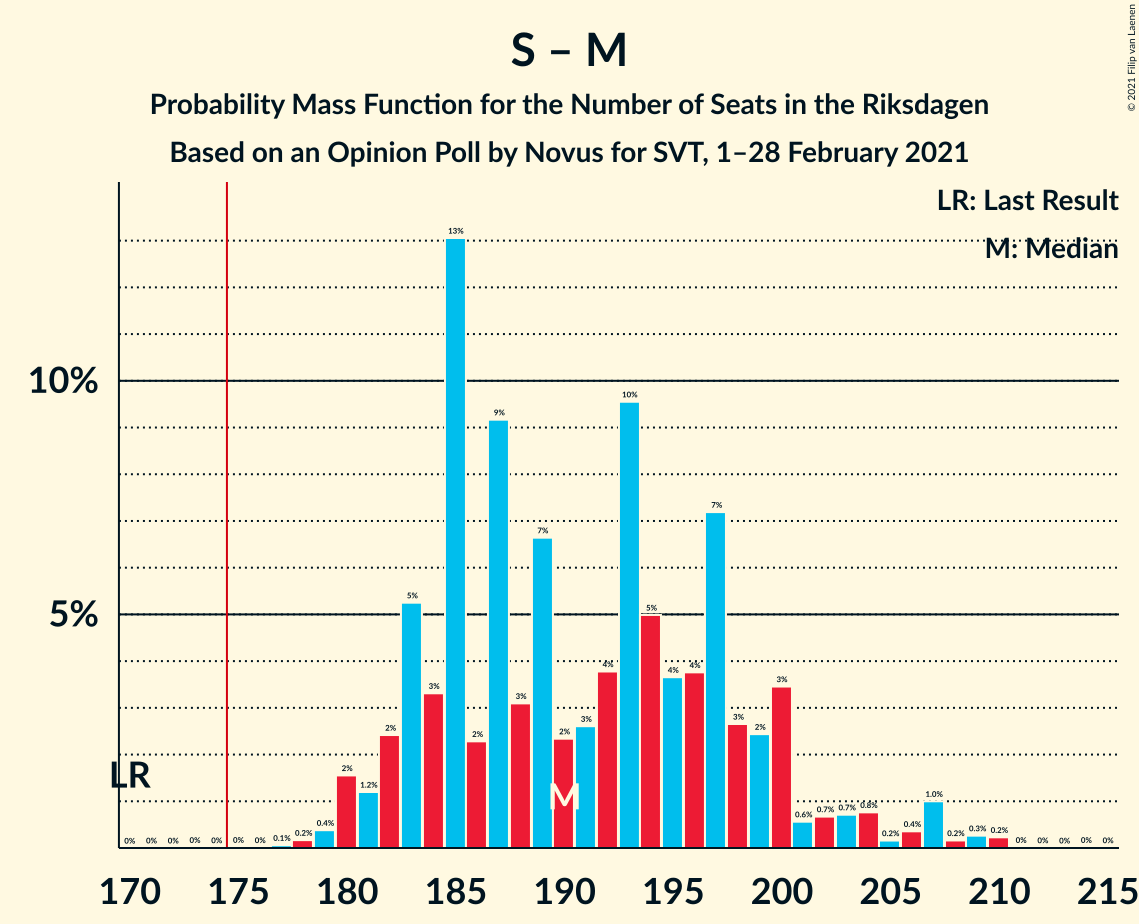 S – M
Probability Mass Function for the Number of Seats in the Riksdagen
Based on an Opinion Poll by Novus for SVT, 1–28 February 2021
© 2021 Filip van Laenen
LR: Last Result
M: Median
10%
5%
LR
M
0% 0% 0% 0% 0% 0% 0% 0.1% 0.2% 0.4% 2% 1.2% 2% 5% 3% 13% 2% 9% 3% 7% 2% 3% 4% 10% 5% 4% 4% 7% 3% 2% 3% 0.6% 0.7% 0.7% 0.8% 0.2% 0.4% 1.0% 0.2% 0.3% 0.2% 0% 0% 0% 0% 0%
170 175 180 185 190 195 200 205 210 215